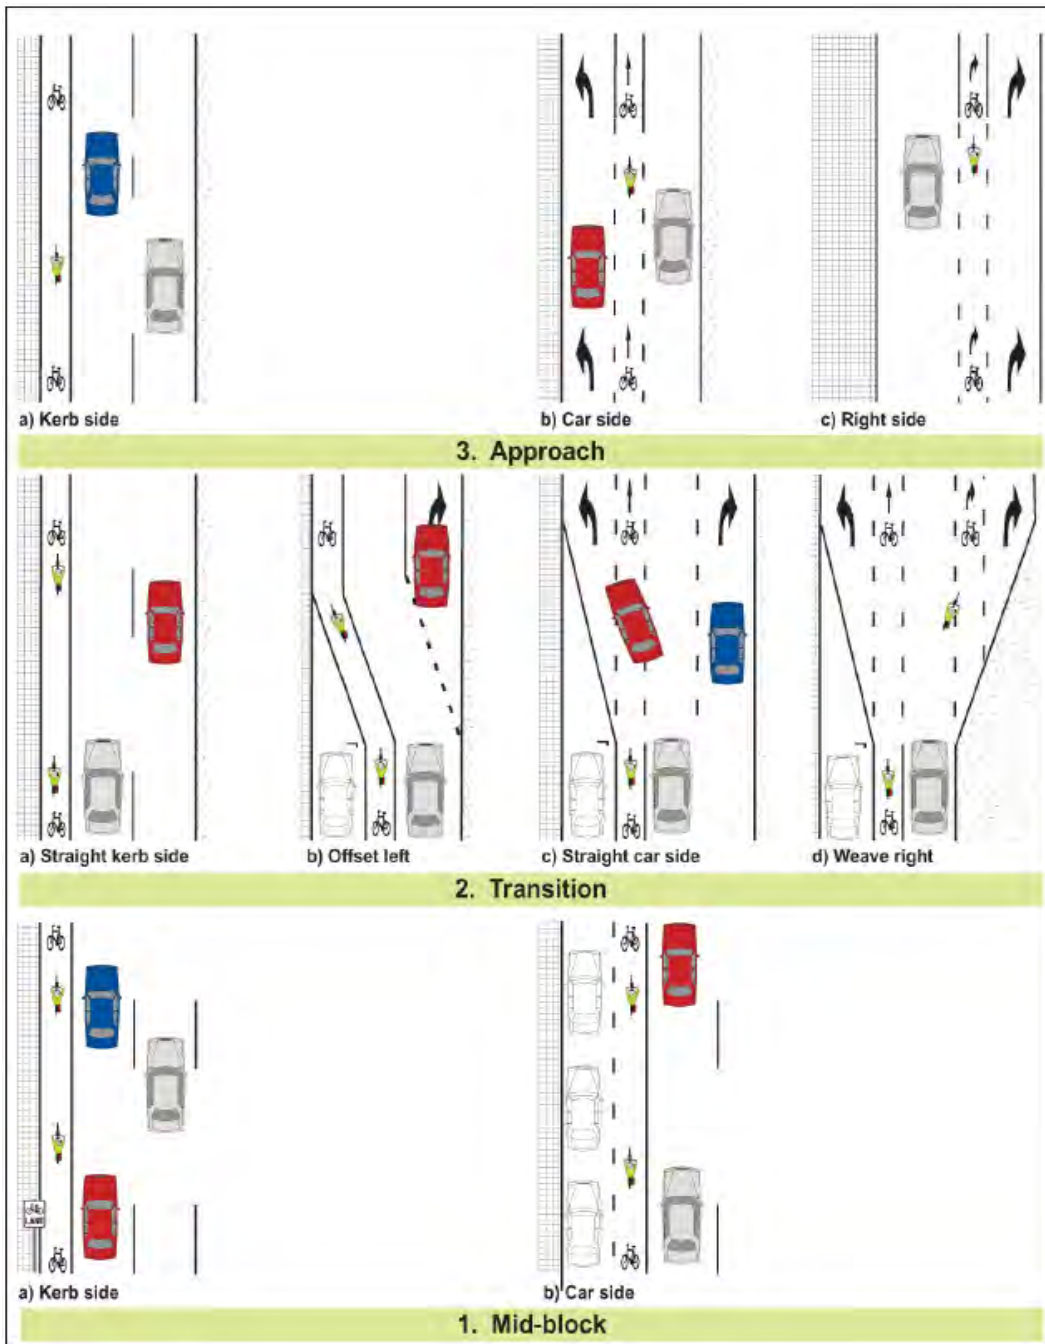 a) Kerb side
b) Car side
c) Right side
3. Approach
a) Straight kerb side
b) Offset left
c) Straight car side
d) Weave right
2. Transition
LANE
a) Kerb side
b) Car side
1. Mid-block